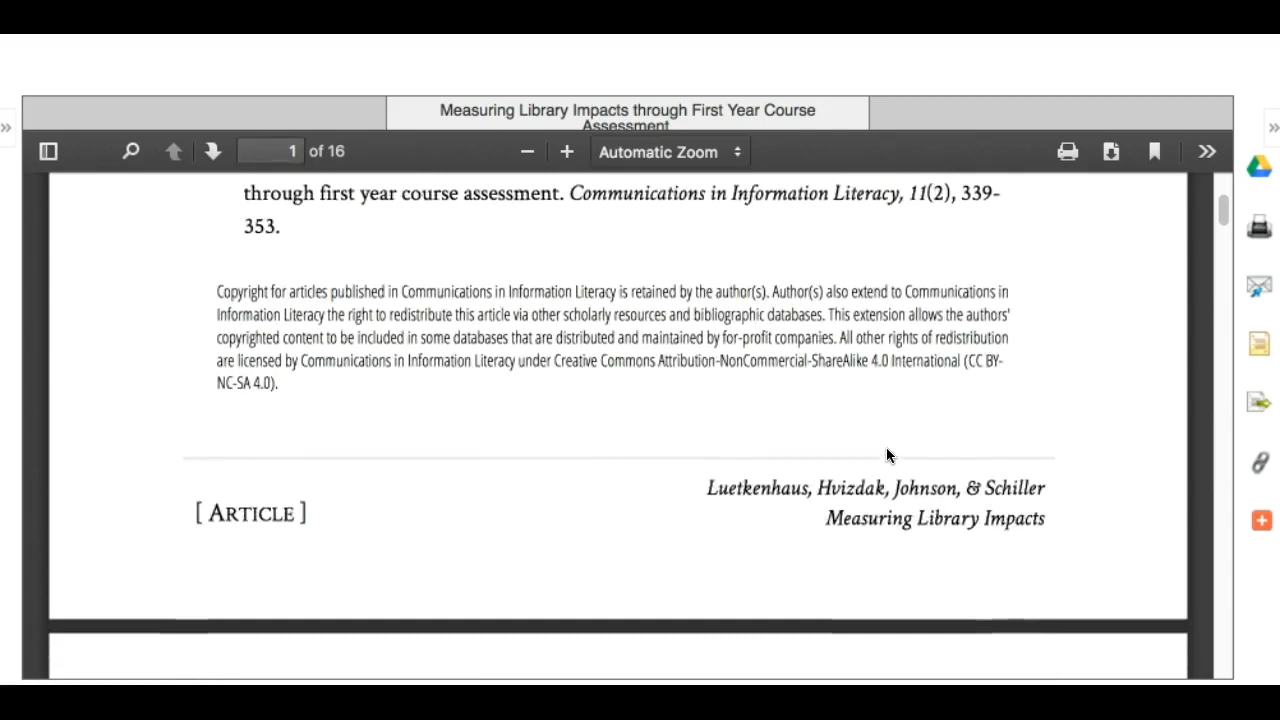 Measuring Library Impacts through First Year Course
Assessment
1 of 16
Automatic Zoom
through first year course assessment. Communications in Information Literacy, 11(2), 339-
353.
Copyright for articles published in Communications in Information Literacy is retained by the author(s). Author(s) also extend to Communications in
Information Literacy the right to redistribute this article via other scholarly resources and bibliographic databases. This extension allows the authors'
copyrighted content to be included in some databases that are distributed and maintained by for-profit companies. All other rights of redistribution
are licensed by Communications in Information Literacy under Creative Commons Attribution-NonCommercial-ShareAlike 4.0 International (CC BY-
NC-SA 4.0).
Luetkenhaus, Hvizdak, Johnson, & Schiller
[ ARTICLE ]
Measuring Library Impacts